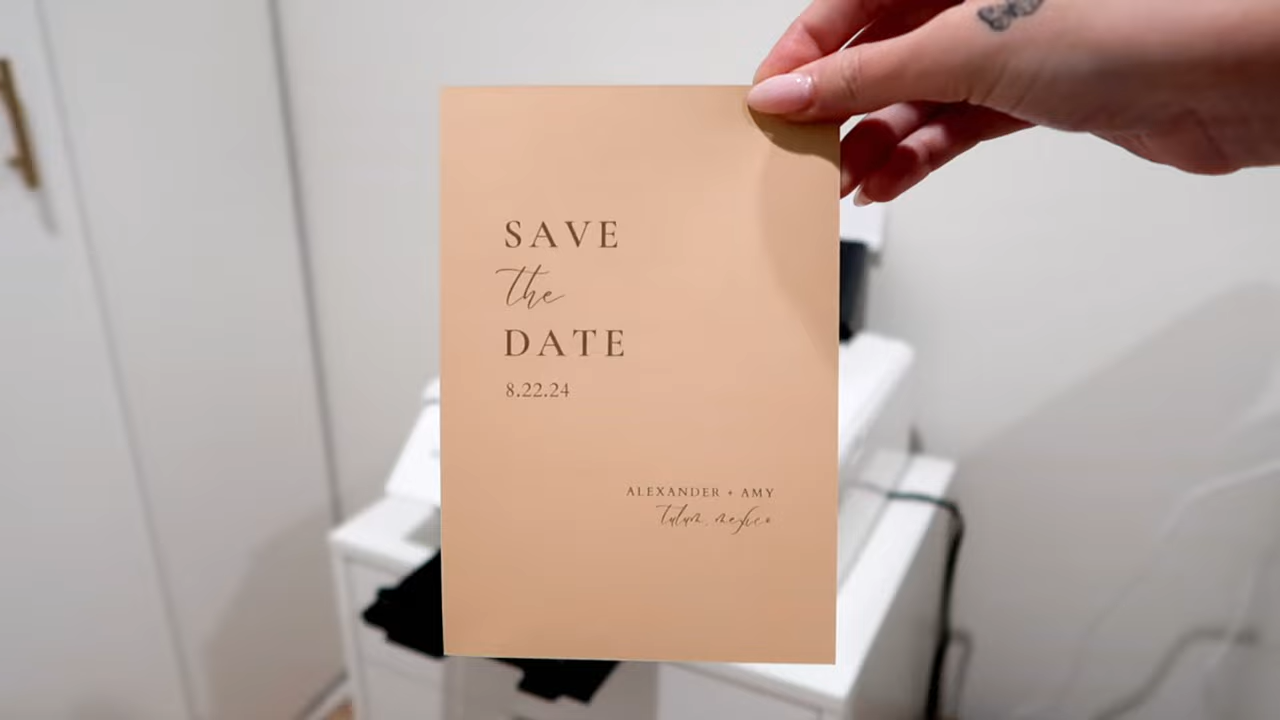 SAVE
the
DATE
8.22.24
ALEXANDER + AMY
tulum, mexico